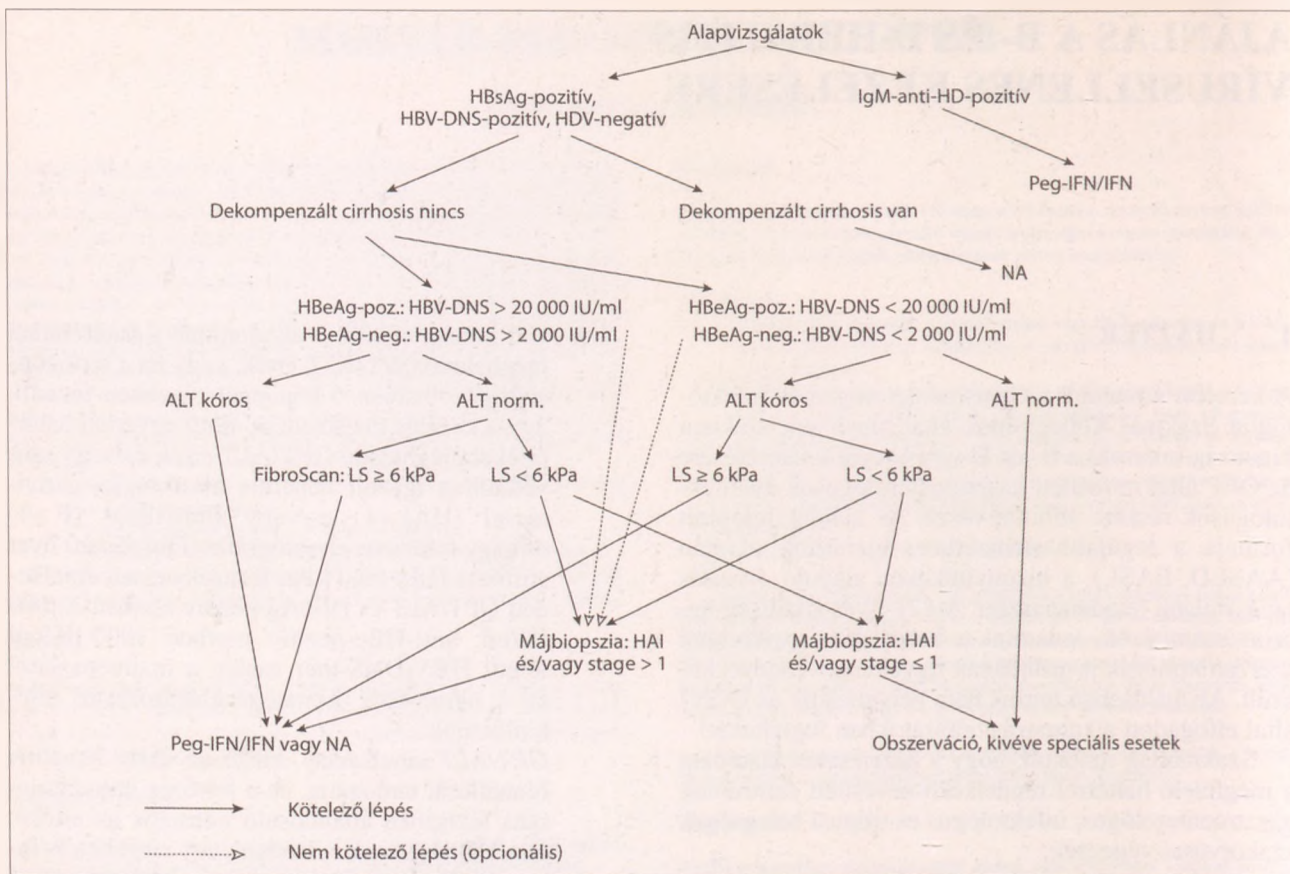 Alapvizsgálatok
HBsAg-pozitív,
HBV-DNS-pozitív, HDV-negatív
IgM-anti-HD-pozitív
Peg-IFN/IFN
Dekompenzált cirrhosis nincs
Dekompenzált cirrhosis van
NA
HBeAg-poz.: HBV-DNS > 20 000 IU/ml
HBeAg-neg.: HBV-DNS > 2 000 IU/ml
HBeAg-poz.: HBV-DNS < 20 000 IU/ml
HBeAg-neg.: HBV-DNS < 2 000 IU/ml
ALT kóros
ALT norm.
ALT kóros
ALT norm.
FibroScan: LS ≥ 6 kPa
LS ≤ 6 kPa
LS ≥ 6 kPa
LS ≤ 6 kPa
Májbiopszia: HAI
és/vagy stage > 1
Májbiopszia: HAI
és/vagy stage ≤ 1
Peg-IFN/IFN vagy NA
Obszerváció, kivéve speciális esetek
Kötelező lépés
Nem kötelező lépés (opcionális)